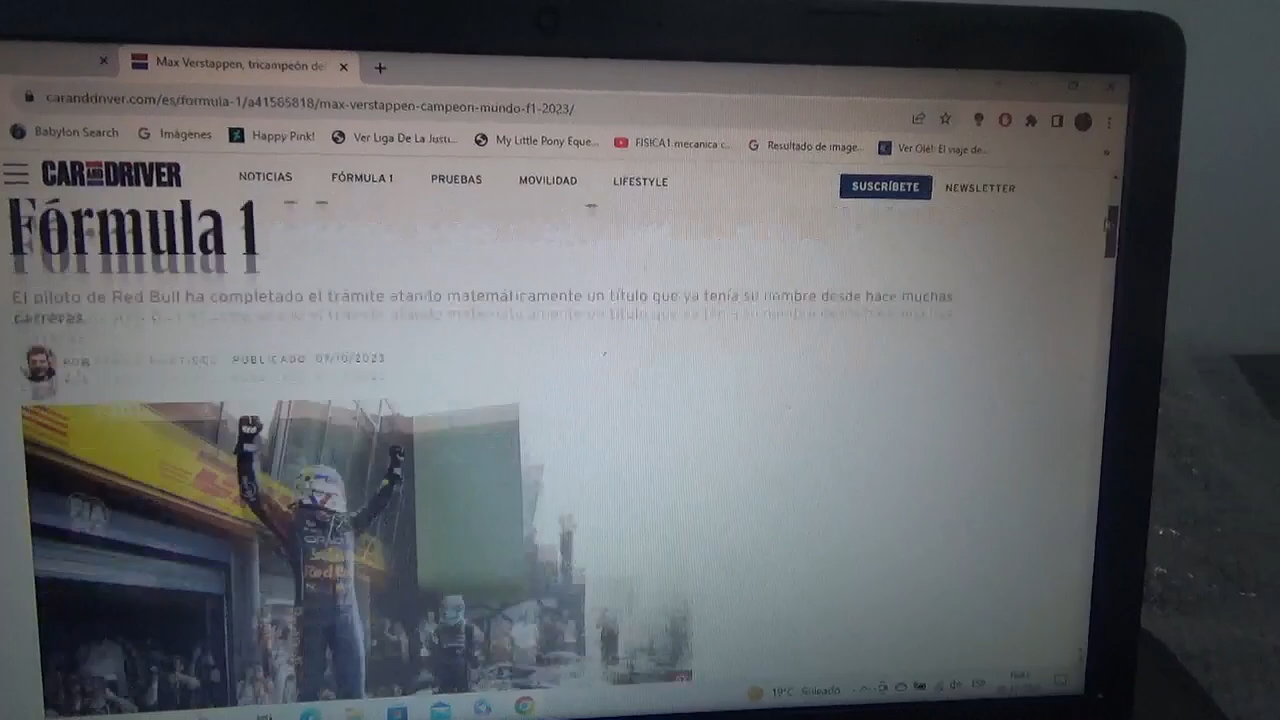 Max Verstappen, tricampeón de
caranddriver.com/es/formula-1/a41565818/max-verstappen-campeon-mundo-f1-2023/
Babylon Search Imágenes Happy Pink! Ver Liga De La Justi... My Little Pony Eque... FISICA1 mecanica c... Resultado de image... Ver Olé! El viaje de...
CAR AND DRIVER NOTICIAS FÓRMULA 1 PRUEBAS MOVILIDAD LIFESTYLE SUSCRÍBETE NEWSLETTER
Fórmula 1
El piloto de Red Bull ha completado el trámite atando matemáticamente un título que ya tenía su nombre desde hace muchas
carreras.
POR PUBLICADO 09/10/2023
FIA
Red Bull
19°C Soleado ESP